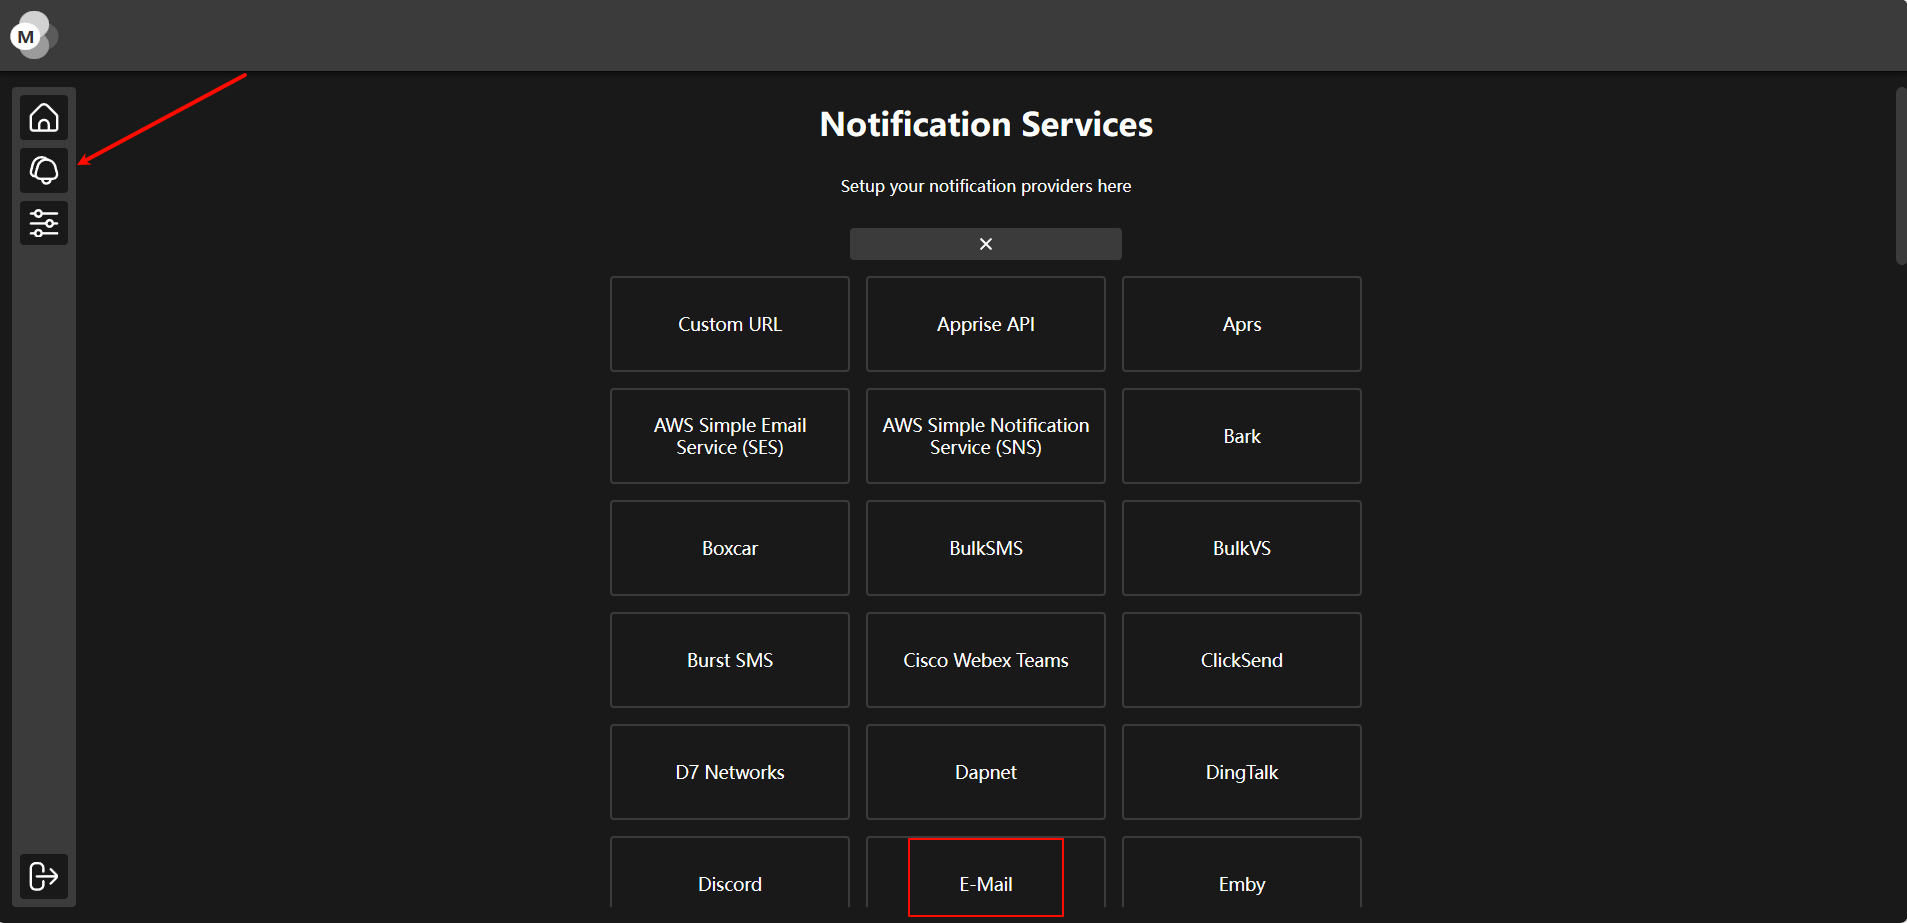 M
Notification Services
Setup your notification providers here
Custom URL
Apprise API
Aprs
AWS Simple Email
Service (SES)
AWS Simple Notification
Service (SNS)
Bark
Boxcar
BulkSMS
BulkVS
Burst SMS
Cisco Webex Teams
ClickSend
D7 Networks
Dapnet
DingTalk
Discord
E-Mail
Emby